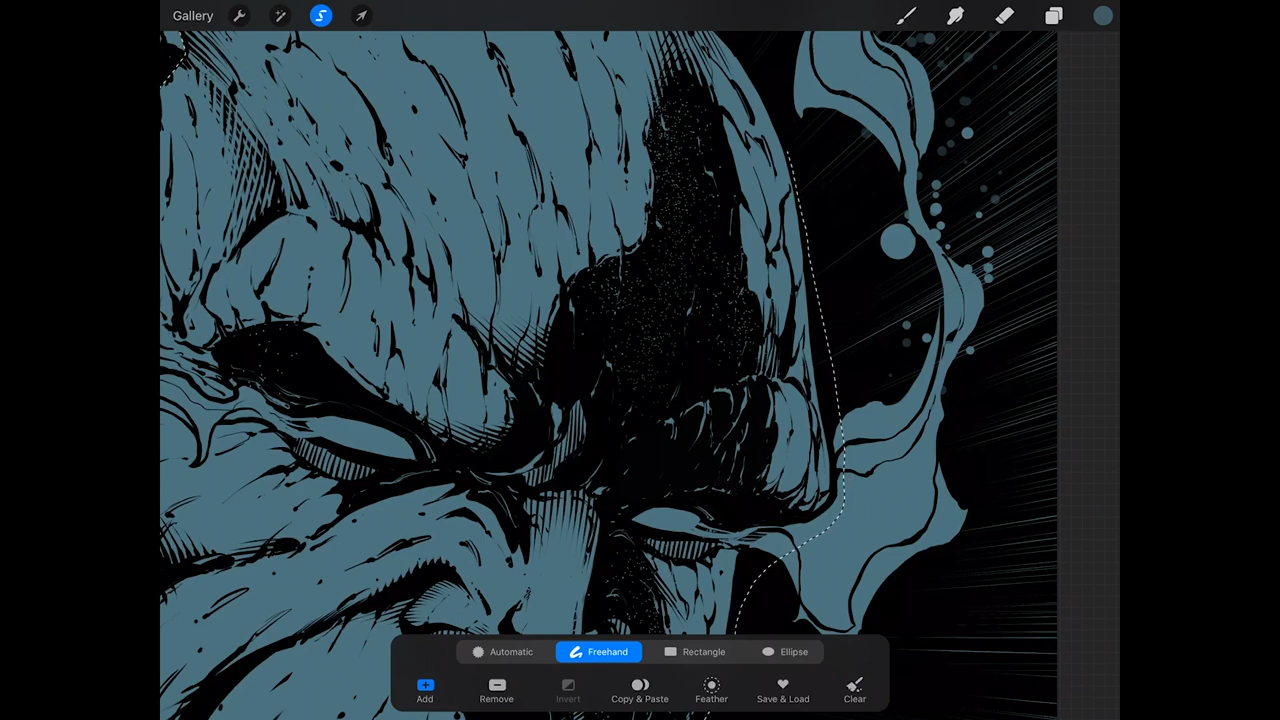 Gallery
Automatic Freehand Rectangle Ellipse
Add Remove Invert Copy & Paste Feather Save & Load Clear